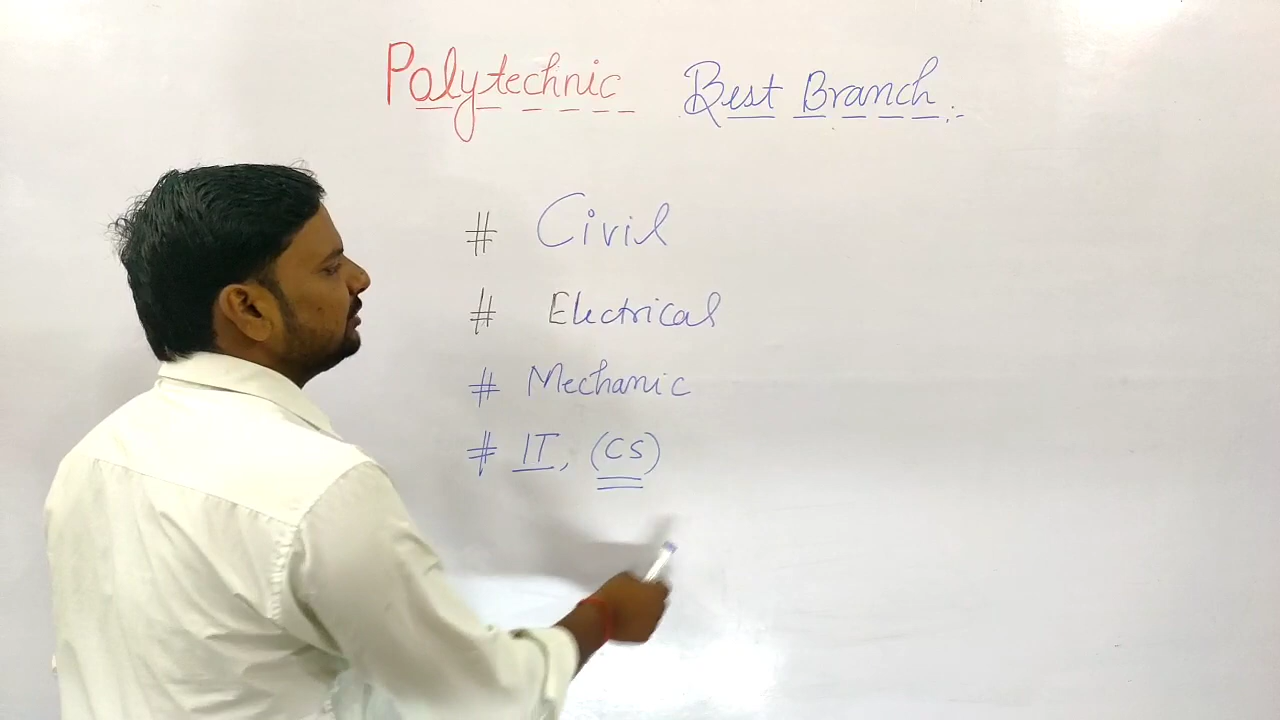 Polytechnic Best Branch :-
# Civil
# Electrical
# Mechanic
# IT, (CS)